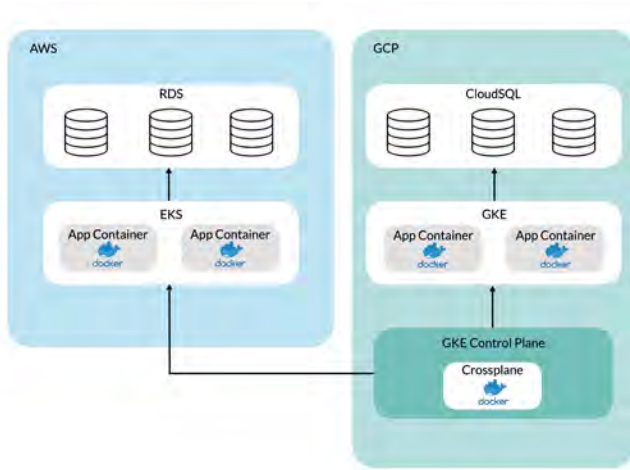 AWS
RDS
EKS
App Container
docker
App Container
docker
GCP
CloudSQL
GKE
App Container
docker
App Container
docker
GKE Control Plane
Crossplane
docker